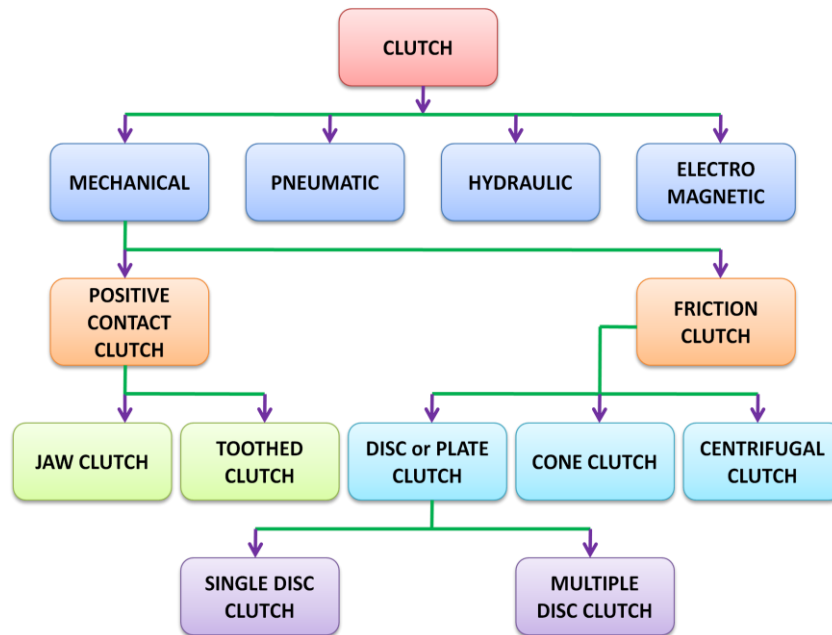 CLUTCH
MECHANICAL
PNEUMATIC
HYDRAULIC
ELECTRO
MAGNETIC
POSITIVE
CONTACT
CLUTCH
FRICTION
CLUTCH
JAW CLUTCH
TOOTHED
CLUTCH
DISC or PLATE
CLUTCH
CONE CLUTCH
CENTRIFUGAL
CLUTCH
SINGLE DISC
CLUTCH
MULTIPLE
DISC CLUTCH